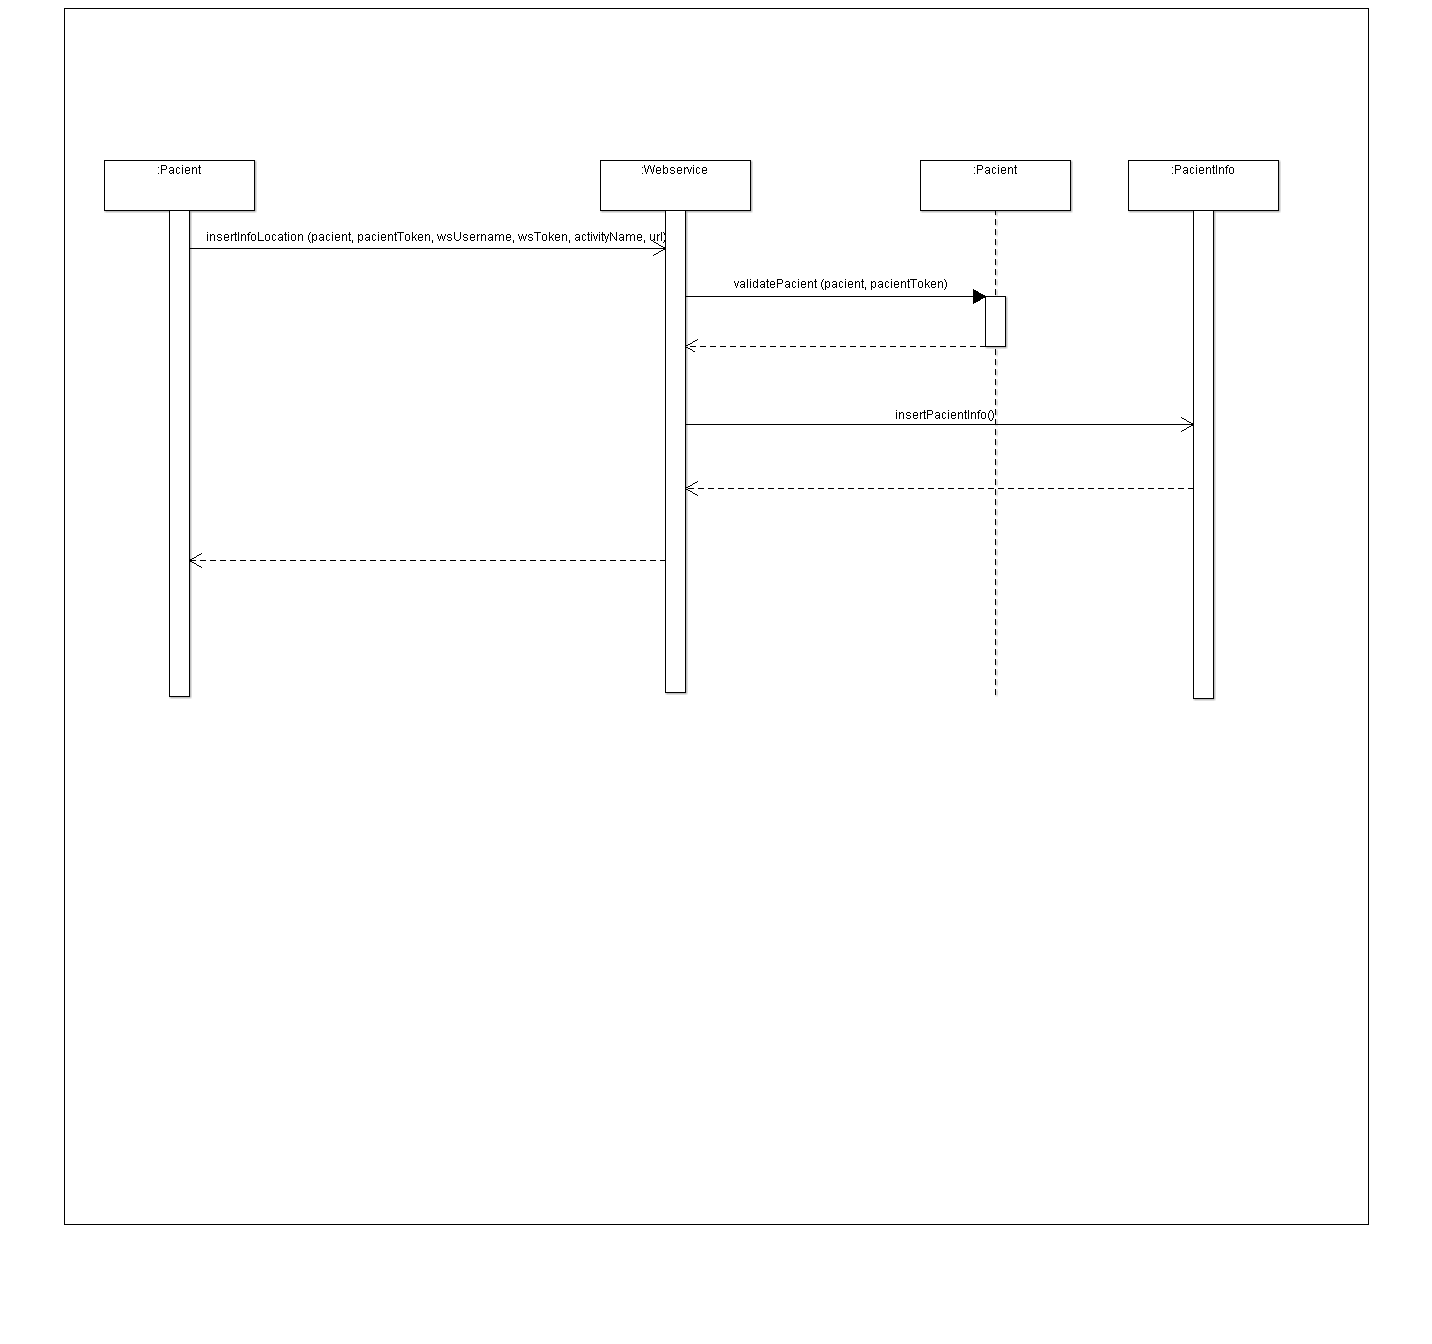 :Pacient
:Webservice
:Pacient
:PacientInfo
insertInfoLocation (pacient, pacientToken, wsUsername, wsToken, activityName, url)
validatePacient (pacient, pacientToken)
insertPacientInfo()